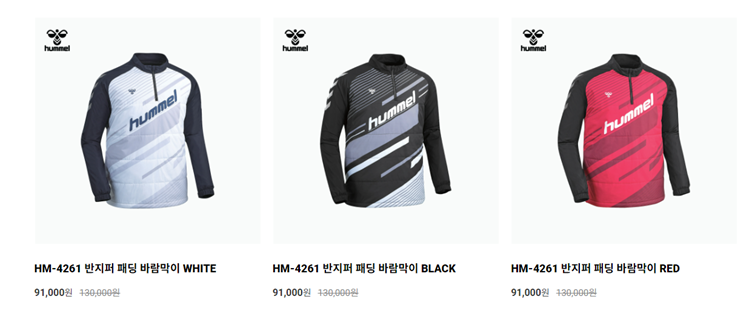 hummel
hummel
HM-4261 반지퍼 패딩 바람막이 WHITE
91,000원 130,000원
hummel
hummel
HM-4261 반지퍼 패딩 바람막이 BLACK
91,000원 130,000원
hummel
hummel
HM-4261 반지퍼 패딩 바람막이 RED
91,000원 130,000원